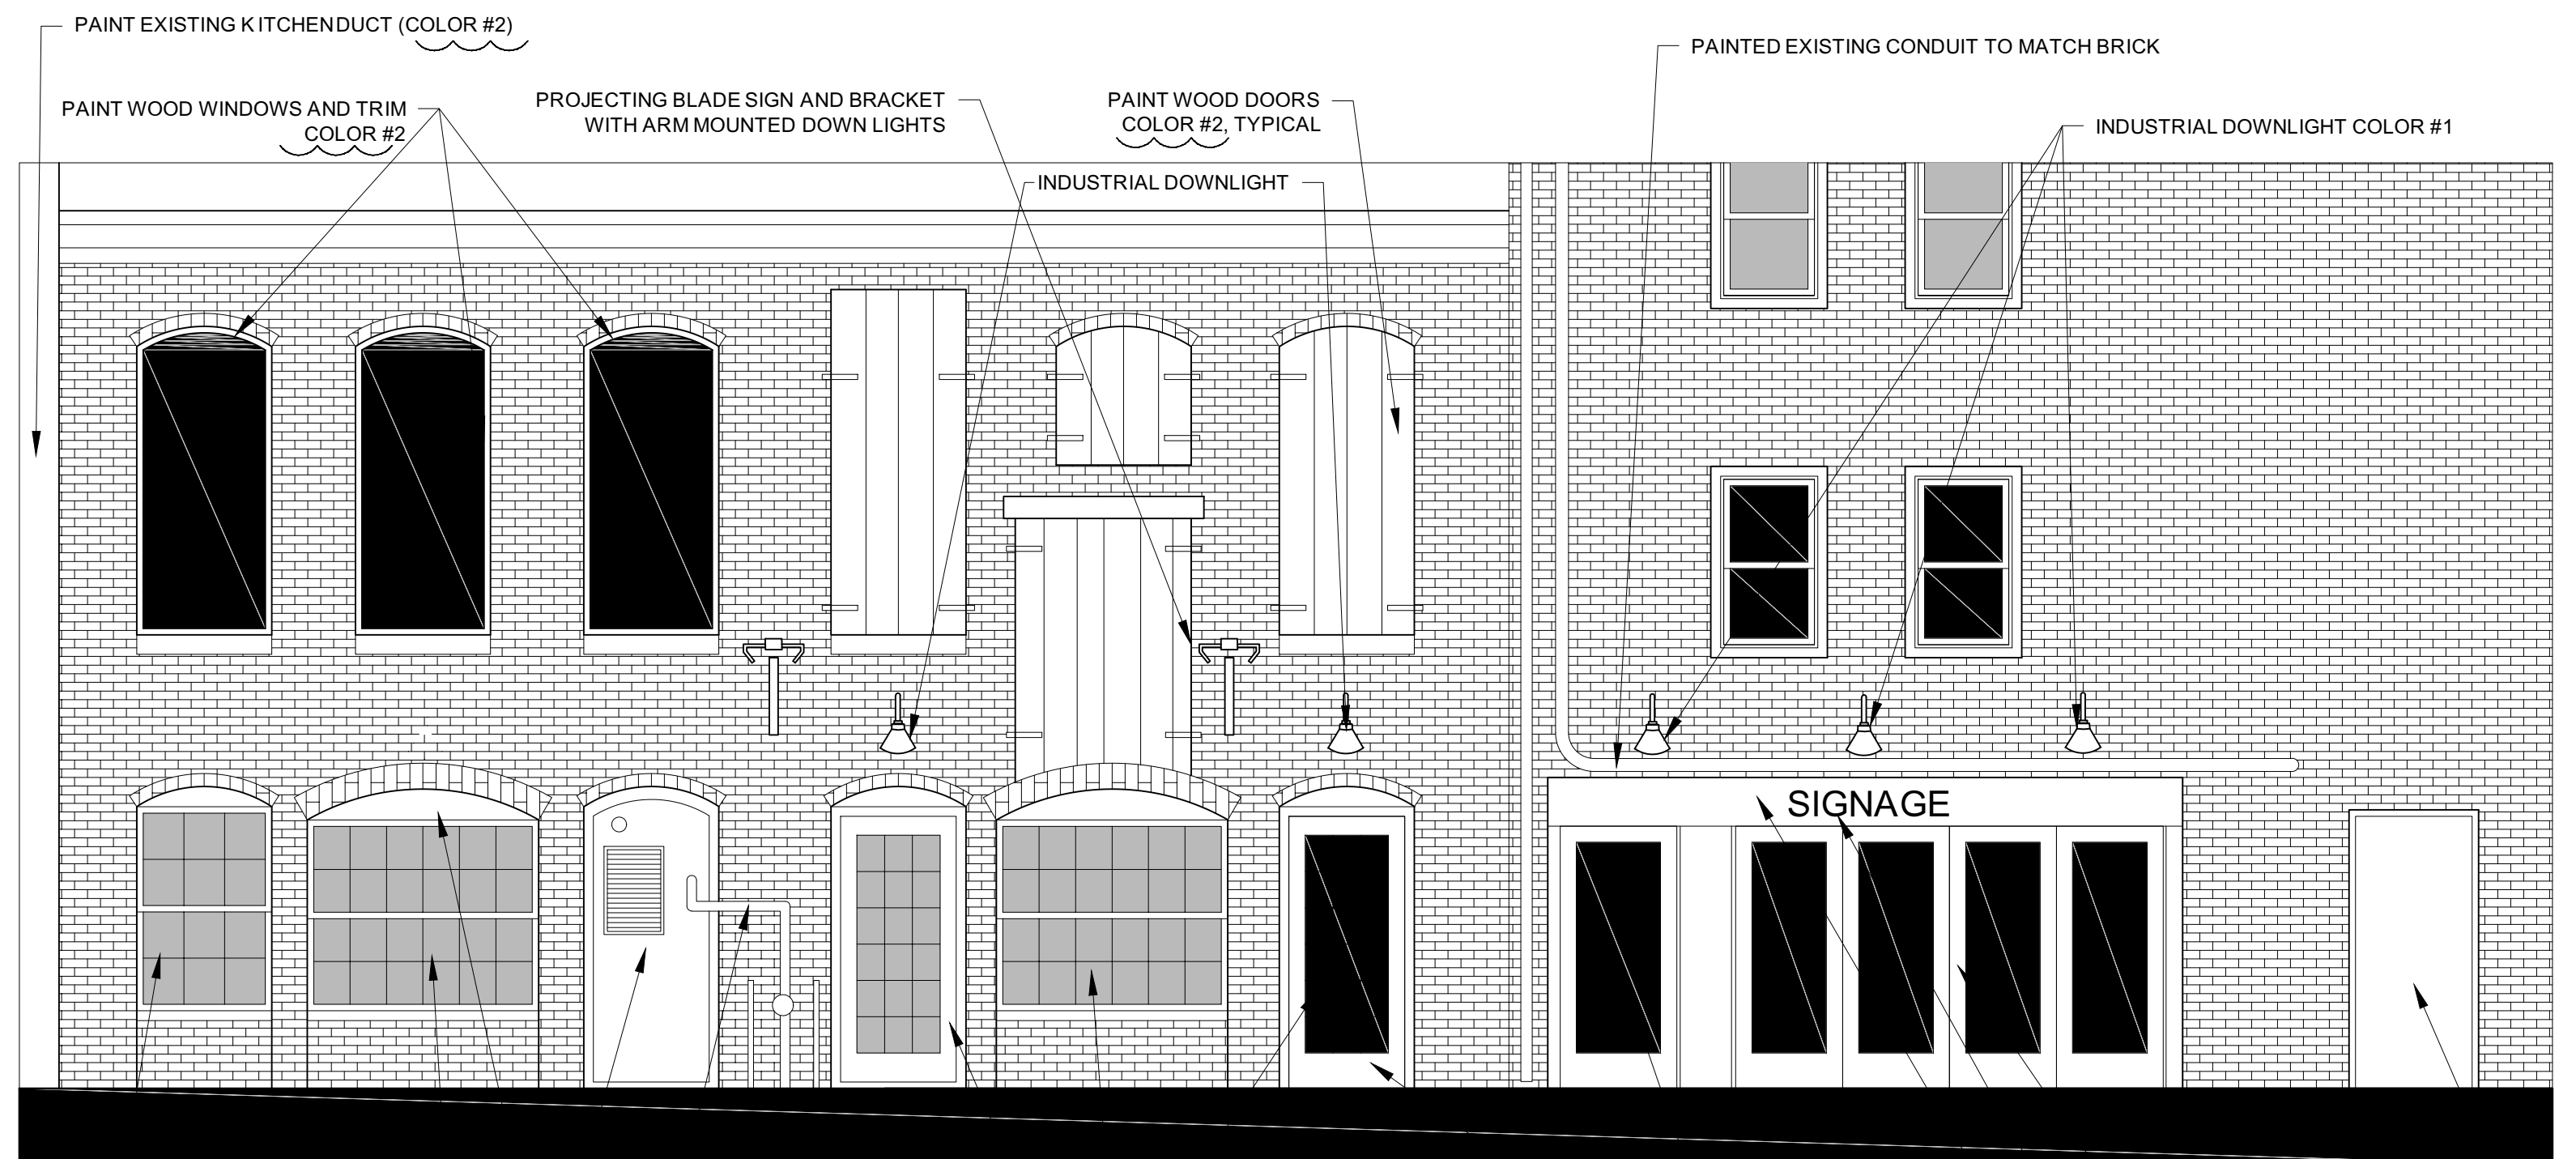 PAINT EXISTING KITCHEN DUCT (COLOR #2)
PAINTED EXISTING CONDUIT TO MATCH BRICK
PAINT WOOD WINDOWS AND TRIM
COLOR #2
PROJECTING BLADE SIGN AND BRACKET
WITH ARM MOUNTED DOWN LIGHTS
PAINT WOOD DOORS
COLOR #2, TYPICAL
INDUSTRIAL DOWNLIGHT COLOR #1
INDUSTRIAL DOWNLIGHT
SIGNAGE